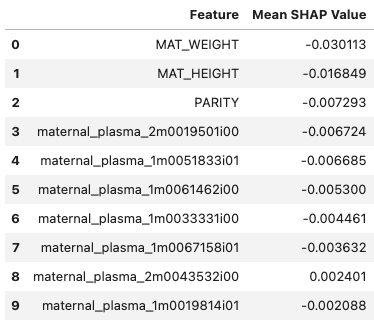 Feature Mean SHAP Value
0 MAT_WEIGHT -0.030113
1 MAT_HEIGHT -0.016849
2 PARITY -0.007293
3 maternal_plasma_2m0019501i00 -0.006724
4 maternal_plasma_1m0051833i01 -0.006685
5 maternal_plasma_1m0061462i00 -0.005300
6 maternal_plasma_1m0033331i00 -0.004461
7 maternal_plasma_1m0067158i01 -0.003632
8 maternal_plasma_2m0043532i00 0.002401
9 maternal_plasma_1m0019814i01 -0.002088